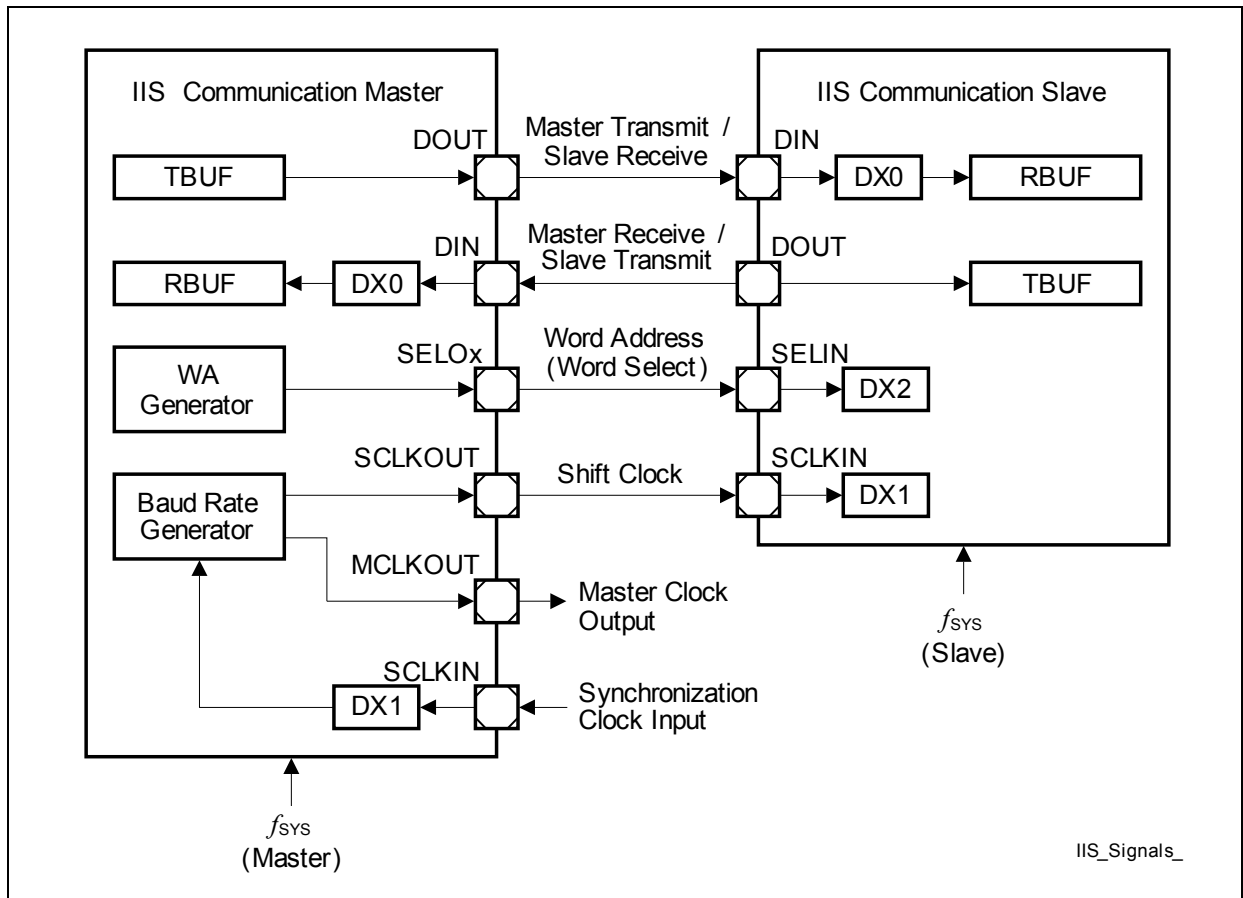 IIS Communication Master
IIS Communication Slave
DOUT
Master Transmit /
Slave Receive
DIN
TBUF
DX0
RBUF
DIN
Master Receive /
Slave Transmit
DOUT
RBUF
DX0
TBUF
SELOx
Word Address
(Word Select)
SELIN
WA
Generator
DX2
SCLKOUT
Shift Clock
SCLKIN
Baud Rate
Generator
DX1
MCLKOUT
Master Clock
Output
SCLKIN
DX1
Synchronization
Clock Input
fSYS
(Slave)
fSYS
(Master)
IIS_Signals_